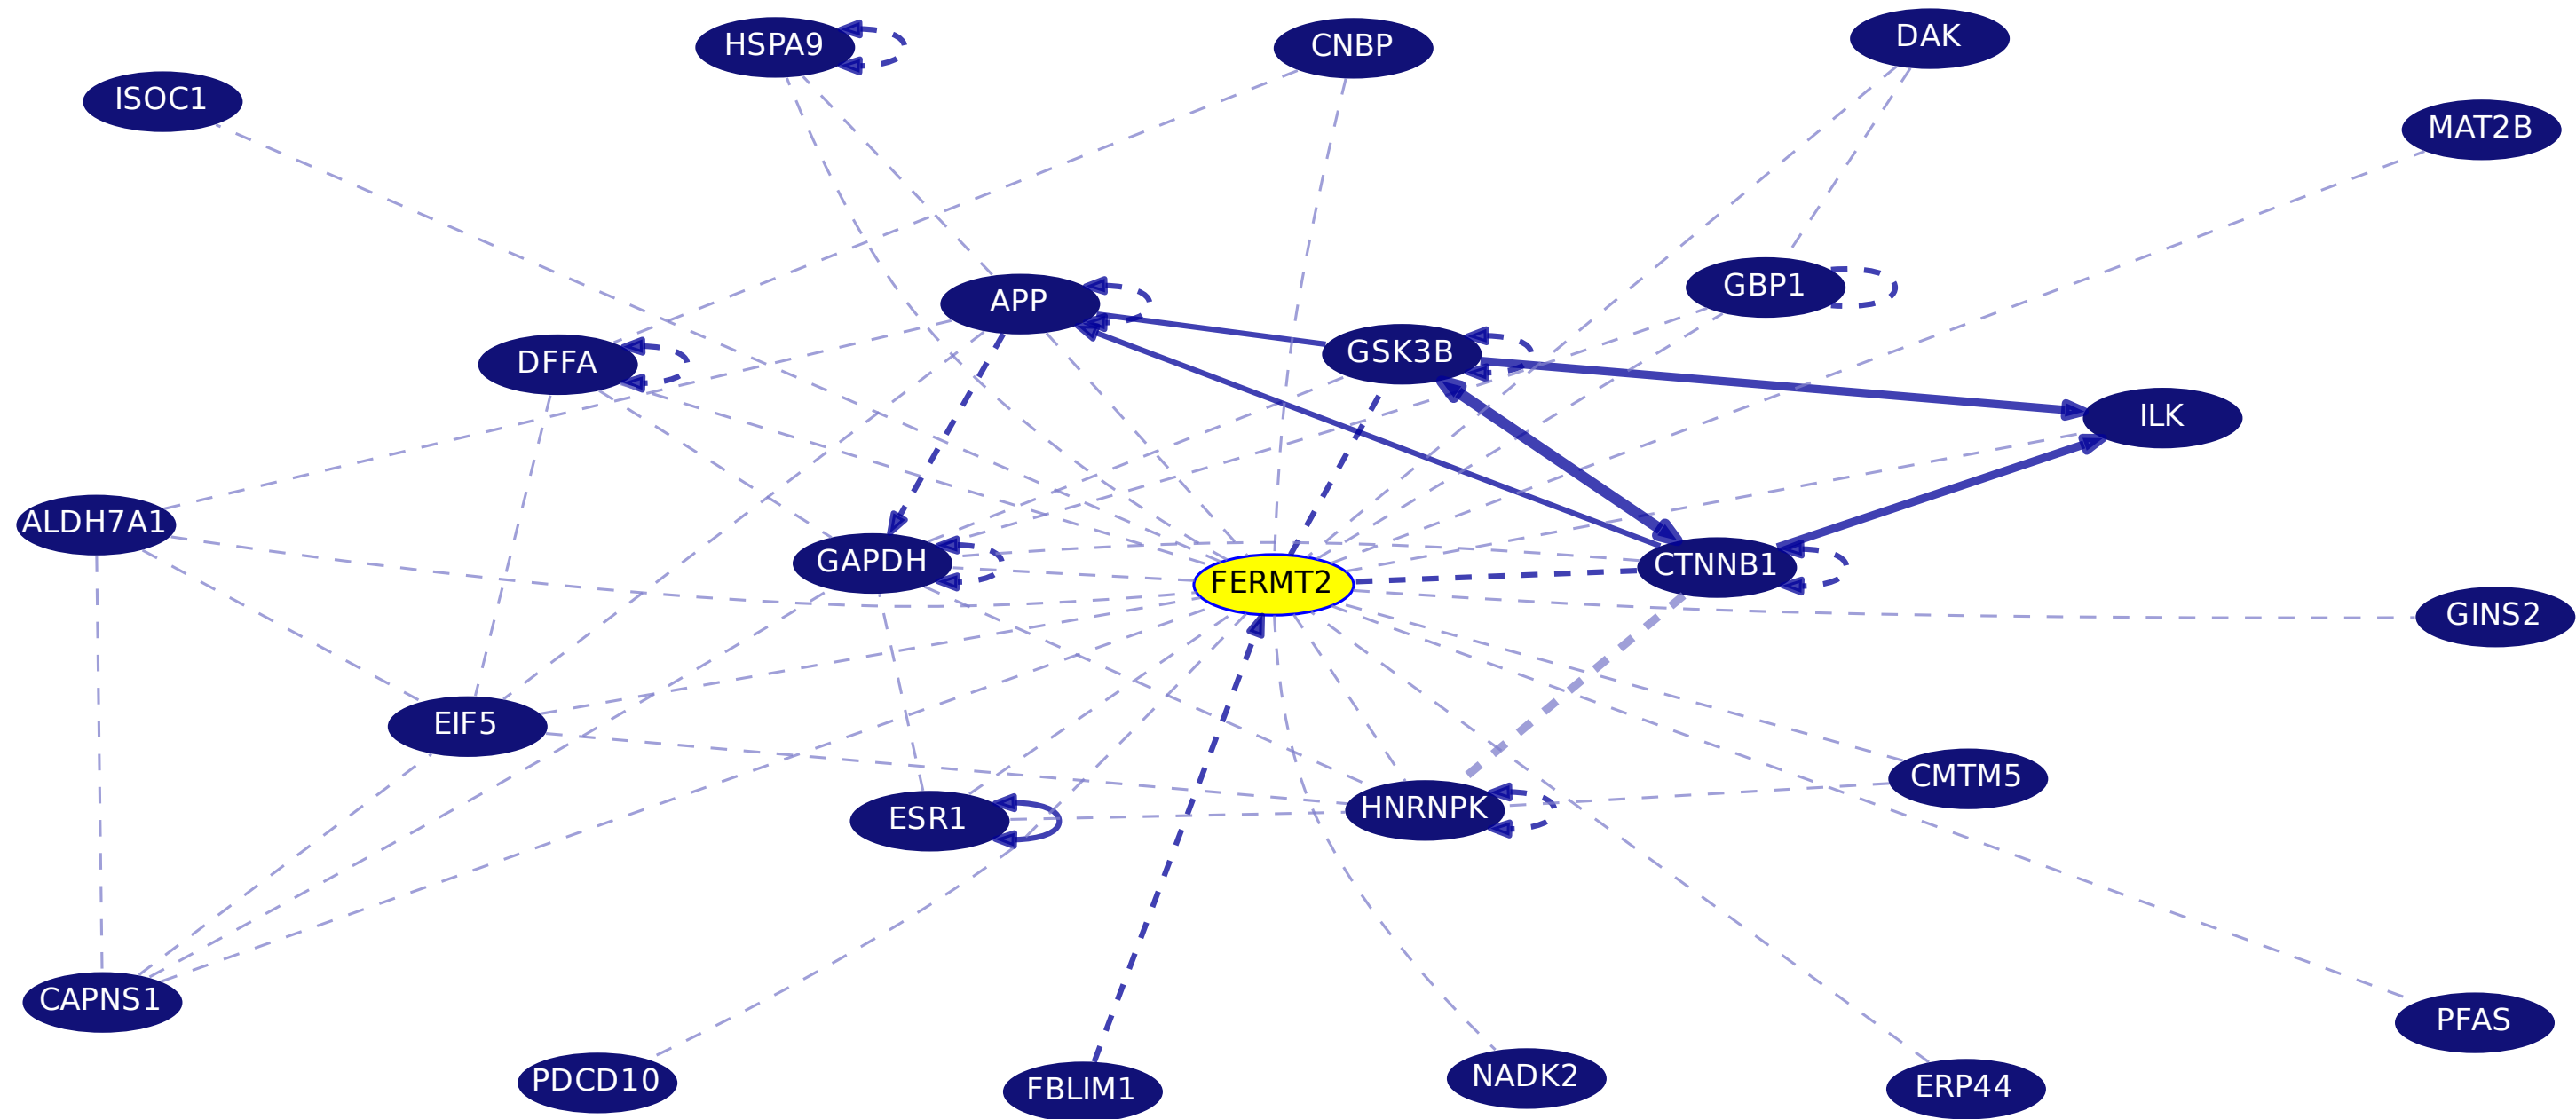 HSPA9
CNBP
DAK
ISOC1
MAT2B
APP
GBP1
DFFA
GSK3B
ILK
ALDH7A1
GAPDH
FERMT2
CTNNB1
GINS2
EIF5
ESR1
HNRNPK
CMTM5
CAPNS1
PDCD10
FBLIM1
NADK2
ERP44
PFAS